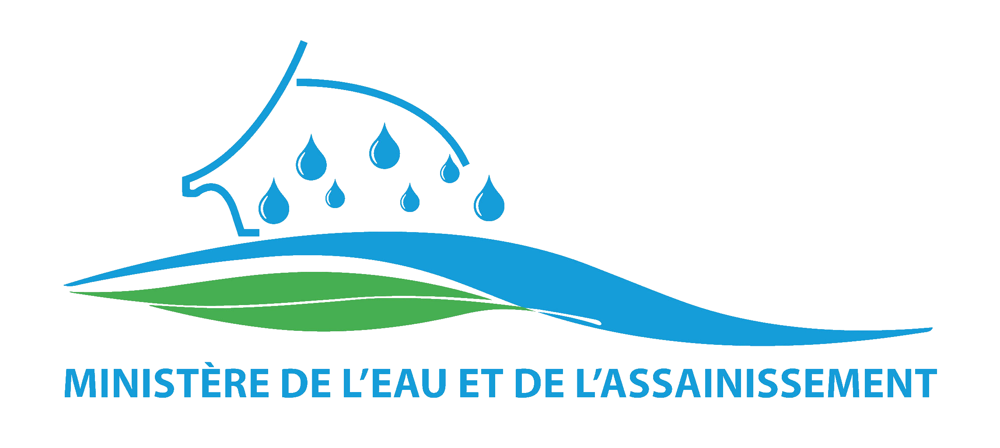 MINISTÈRE DE L’EAU ET DE L’ASSAINISSEMENT